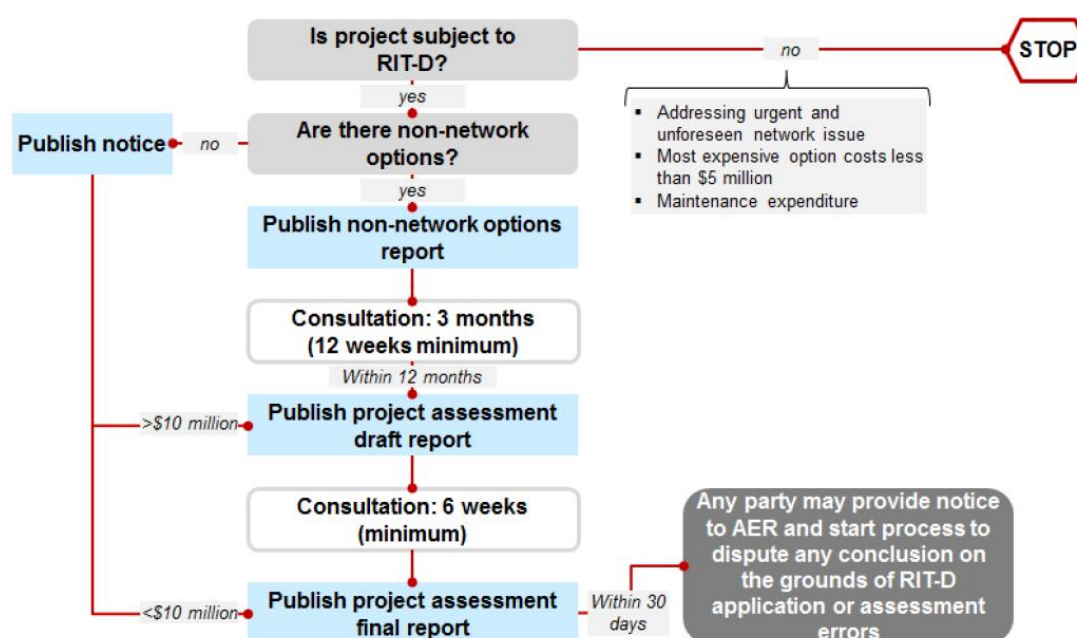 Is project subject to
RIT-D?
no
STOP
yes
▪ Addressing urgent and
unforeseen network issue
▪ Most expensive option costs less
than $5 million
▪ Maintenance expenditure
Publish notice
no
Are there non-network
options?
yes
Publish non-network options
report
Consultation: 3 months
(12 weeks minimum)
Within 12 months
>$10 million
Publish project assessment
draft report
Consultation: 6 weeks
(minimum)
<$10 million
Publish project assessment
final report
Within 30
days
Any party may provide notice
to AER and start process to
dispute any conclusion on
the grounds of RIT-D
application or assessment
errors